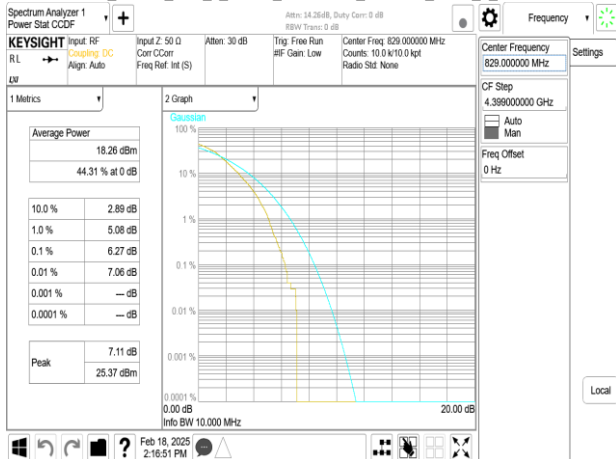 Spectrum Analyzer 1
Power Stat CCDF
+
Attn: 14.26dB, Duty Corr: 0 dB
RBW Trans: 0 dB
Frequency
KEYSIGHT
RL
LXI
Input: RF
Coupling: DC
Align: Auto
Input Z: 50 Ω
Corr CCorr
Freq Ref: Int (S)
Atten: 30 dB
Trig: Free Run
#IF Gain: Low
Center Freq: 829.000000 MHz
Counts: 10.0 k/10.0 kpt
Radio Std: None
Center Frequency
829.000000 MHz
Settings
CF Step
4.399000000 GHz
Auto
Man
Freq Offset
0 Hz
Local
1 Metrics
Average Power
18.26 dBm
44.31 % at 0 dB
10.0 % 2.89 dB
1.0 % 5.08 dB
0.1 % 6.27 dB
0.01 % 7.06 dB
0.001 % --- dB
0.0001 % --- dB
Peak
7.11 dB
25.37 dBm
2 Graph
Gaussian
100 %
10 %
1 %
0.1 %
0.01 %
0.001 %
0.0001 %
0.00 dB 20.00 dB
Info BW 10.000 MHz
?
Feb 18, 2025
2:16:51 PM